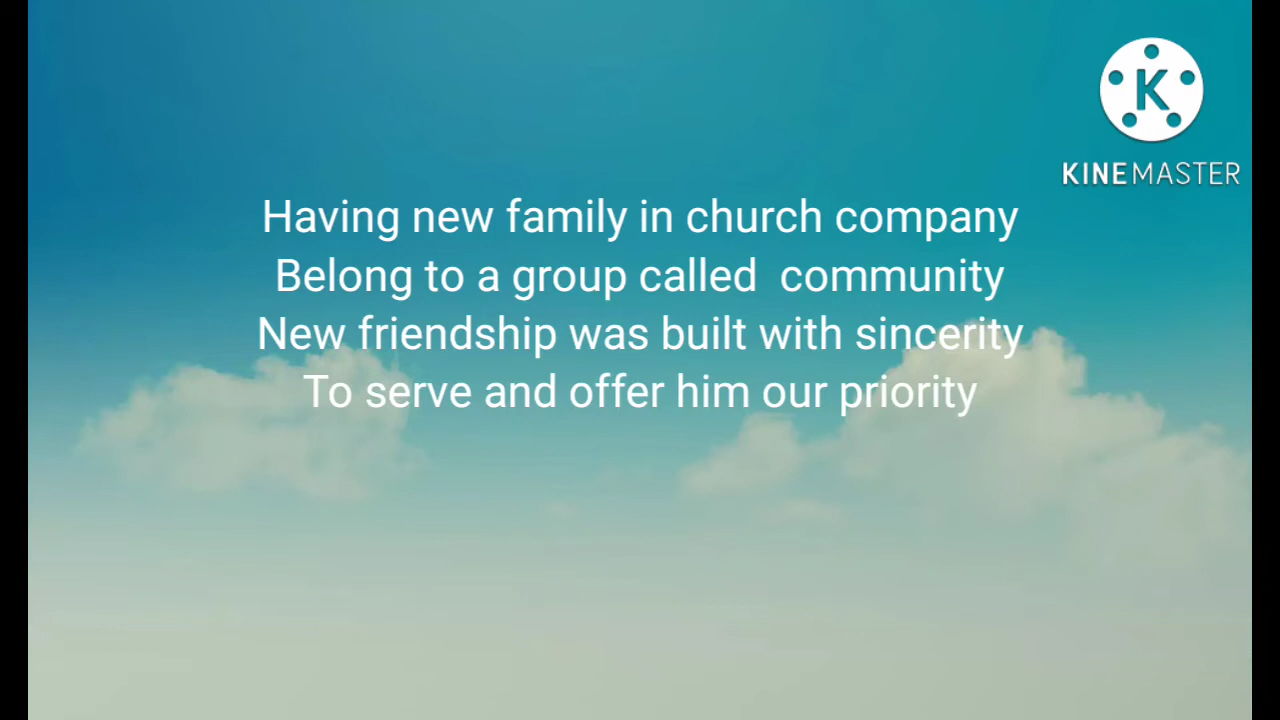 K
KINEMASTER
Having new family in church company
Belong to a group called  community
New friendship was built with sincerity
To serve and offer him our priority